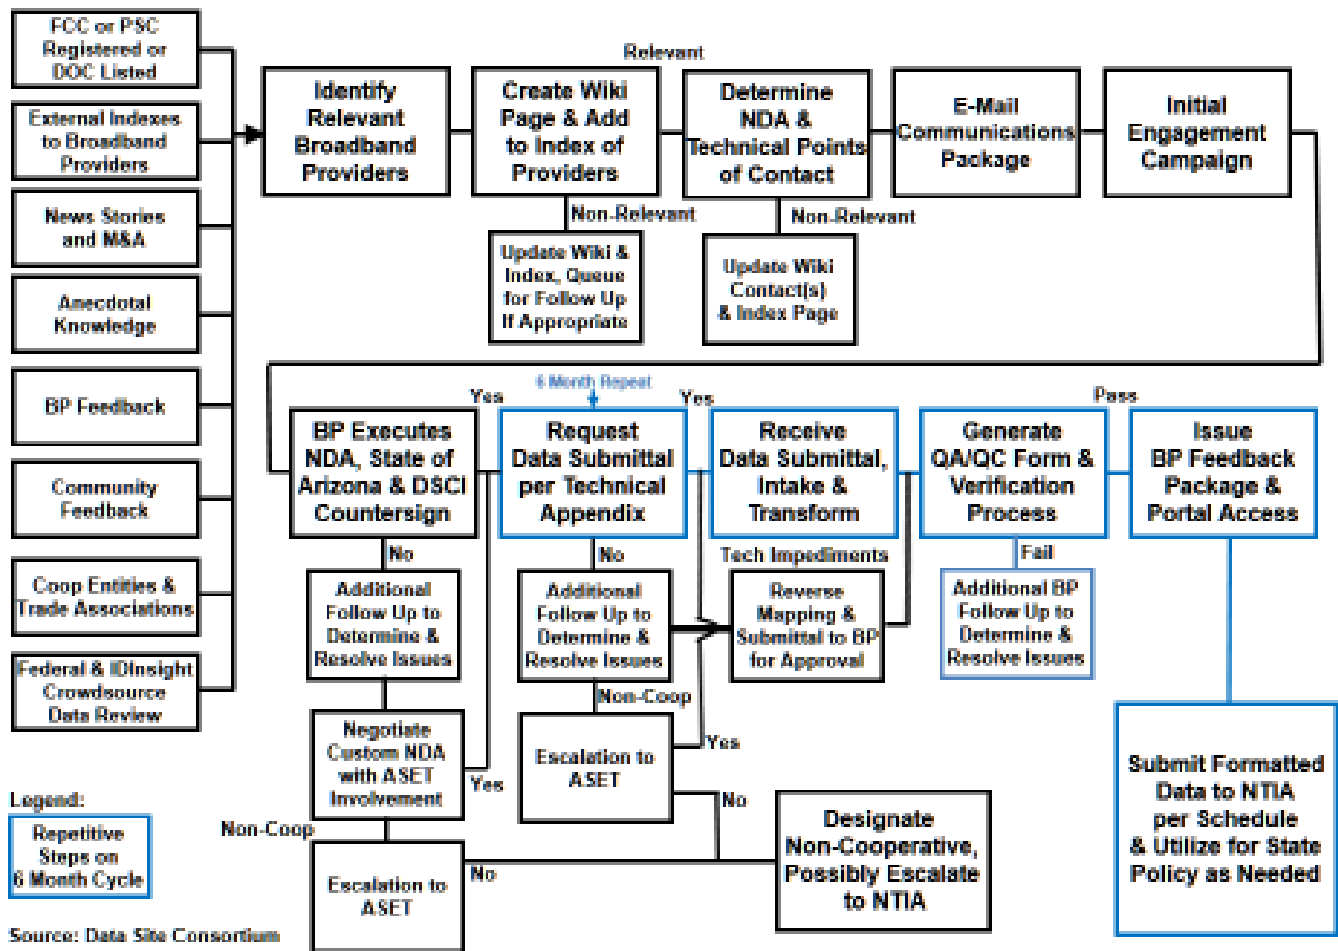 FCC or PSC
Registered or
DOC Listed
External Indexes
to Broadband
Providers
News Stories
and M&A
Anecdotal
Knowledge
BP Feedback
Community
Feedback
Coop Entities &
Trade Associations
Federal & IDInsight
Crowdsource
Data Review
Identify
Relevant
Broadband
Providers
Create Wiki
Page & Add
to Index of
Providers
Relevant
Determine
NDA &
Technical Points
of Contact
E-Mail
Communications
Package
Initial
Engagement
Campaign
Non-Relevant
Update Wiki &
Index, Queue
for Follow Up
If Appropriate
Non-Relevant
Update Wiki
Contact(s)
& Index Page
BP Executes
NDA, State of
Arizona & DSCI
Countersign
Yes
6 Month Repeat
Request
Data Submittal
per Technical
Appendix
Yes
Receive
Data Submittal,
Intake &
Transform
Generate
QA/QC Form &
Verification
Process
Pass
Issue
BP Feedback
Package &
Portal Access
No
Additional
Follow Up to
Determine &
Resolve Issues
No
Additional
Follow Up to
Determine &
Resolve Issues
Tech Impediments
Reverse
Mapping &
Submittal to BP
for Approval
Fail
Additional BP
Follow Up to
Determine &
Resolve Issues
Negotiate
Custom NDA
with ASET
Involvement
Yes
Non-Coop
Escalation to
ASET
Yes
No
Non-Coop
Escalation to
ASET
No
Designate
Non-Cooperative,
Possibly Escalate
to NTIA
Submit Formatted
Data to NTIA
per Schedule
& Utilize for State
Policy as Needed
Legend:
Repetitive
Steps on
6 Month Cycle
Source: Data Site Consortium